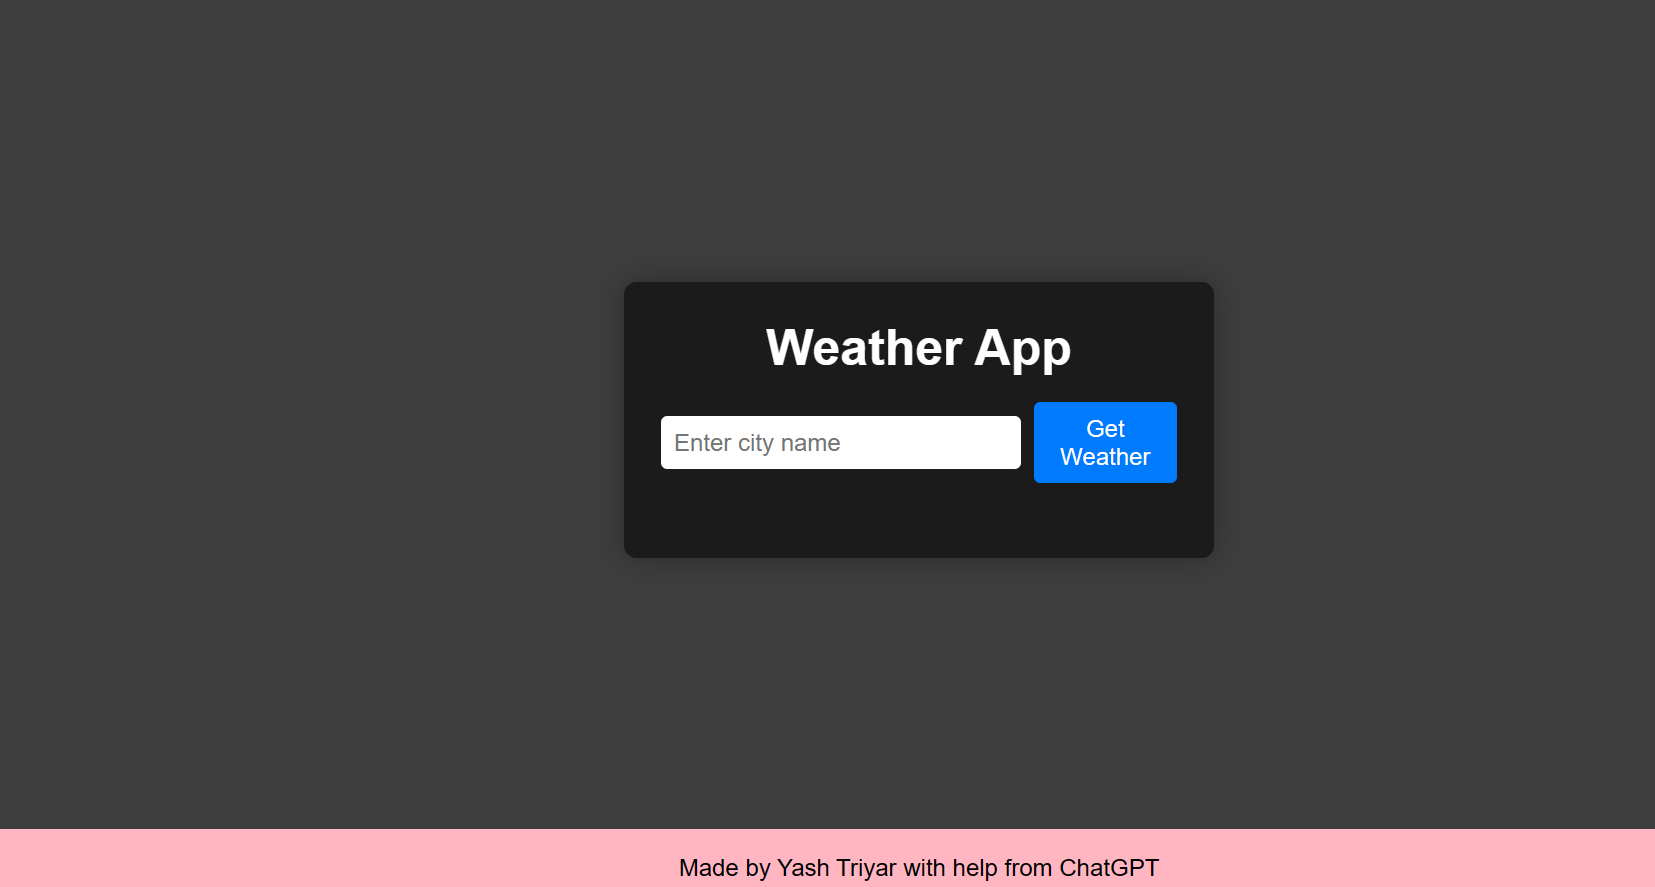 Weather App
Enter city name
Get
Weather
Made by Yash Triyar with help from ChatGPT